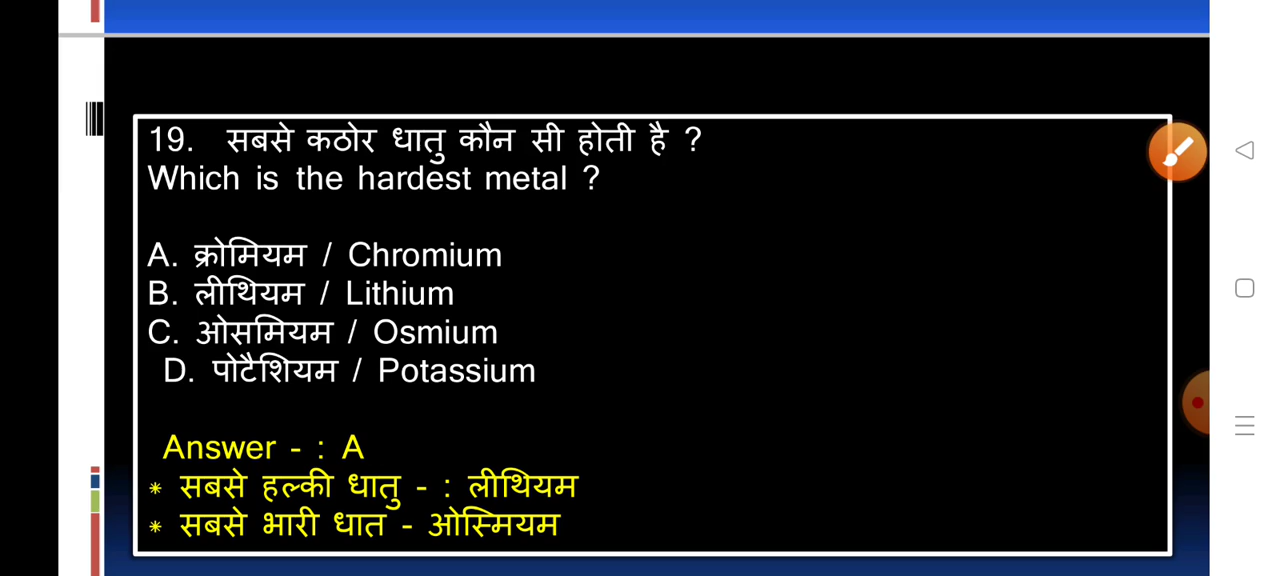 19. सबसे कठोर धातु कौन सी होती है ?
Which is the hardest metal ?
A. क्रोमियम / Chromium
B. लीथियम / Lithium
C. ओसमियम / Osmium
D. पोटैशियम / Potassium
Answer - : A
* सबसे हल्की धातु - : लीथियम
* सबसे भारी धात - ओस्मियम